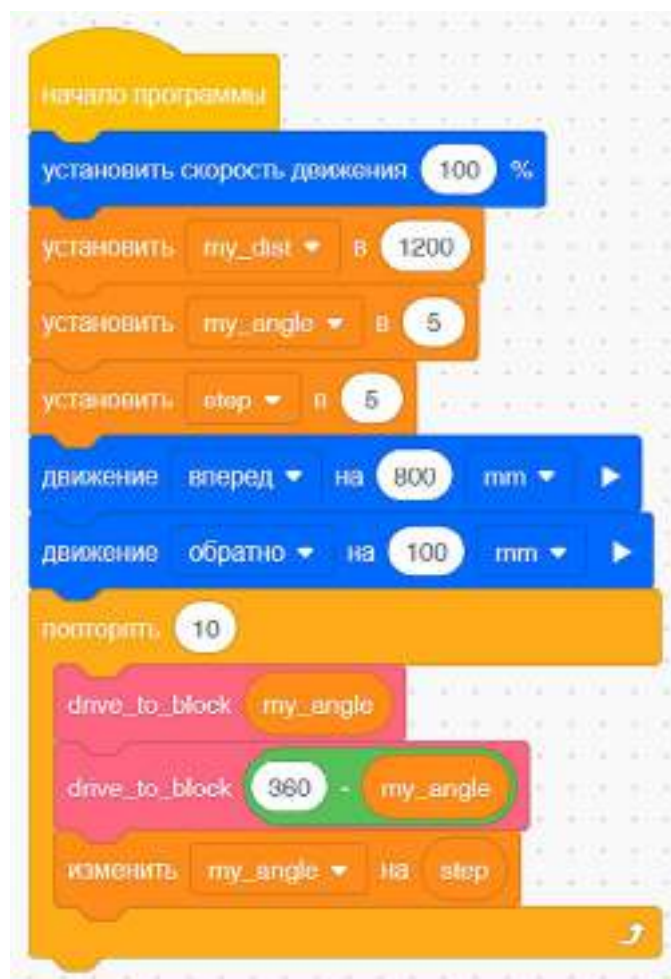 начало программы
установить скорость движения 100 %
установить my_dist в 1200
установить my_angle в 5
установить step в 5
движение вперед на 800 mm
движение обратно на 100 mm
повторять 10
drive_to_block my_angle
drive_to_block 360 - my_angle
изменить my_angle на step